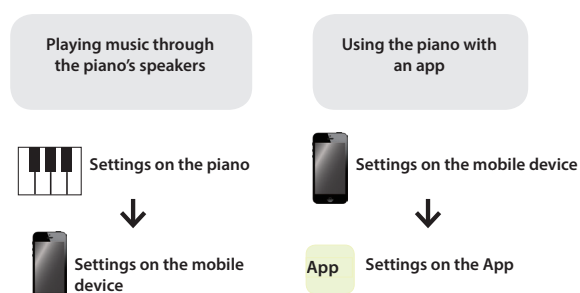 Playing music through
the piano's speakers
Using the piano with
an app
Settings on the piano
Settings on the mobile
device
Settings on the mobile device
App
Settings on the App